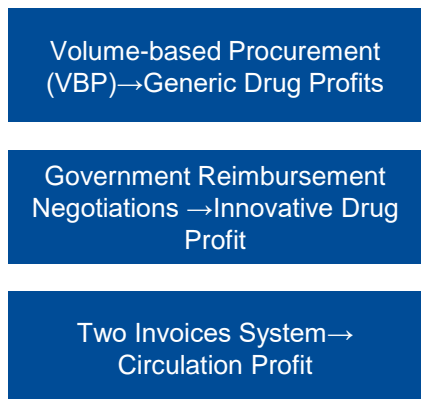 Volume-based Procurement
(VBP)→Generic Drug Profits
Government Reimbursement
Negotiations →Innovative Drug
Profit
Two Invoices System→
Circulation Profit